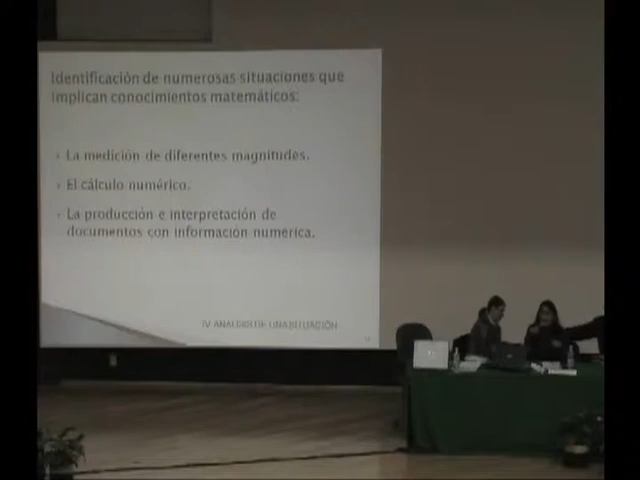 Identificación de numerosas situaciones que
implican conocimientos matemáticos:
La medición de diferentes magnitudes.
El cálculo numérico.
La producción e interpretación de
documentos con información numérica.
IV ANALISIS DE UNA SITUACIÓN